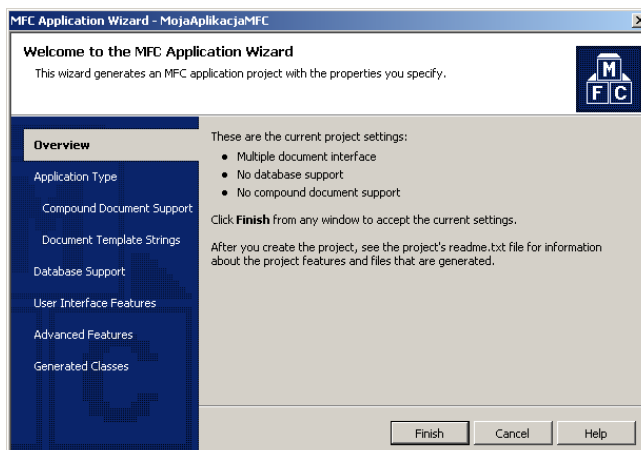 MFC Application Wizard - MojaAplikacjaMFC
Welcome to the MFC Application Wizard
This wizard generates an MFC application project with the properties you specify.
M
F C
Overview
Application Type
Compound Document Support
Document Template Strings
Database Support
User Interface Features
Advanced Features
Generated Classes
These are the current project settings:
• Multiple document interface
• No database support
• No compound document support
Click Finish from any window to accept the current settings.
After you create the project, see the project's readme.txt file for information
about the project features and files that are generated.
Finish Cancel Help